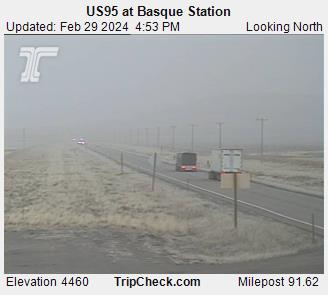 US95 at Basque Station
Updated: Feb 29 2024 4:53 PM Looking North
Elevation 4460 TripCheck.com Milepost 91.62